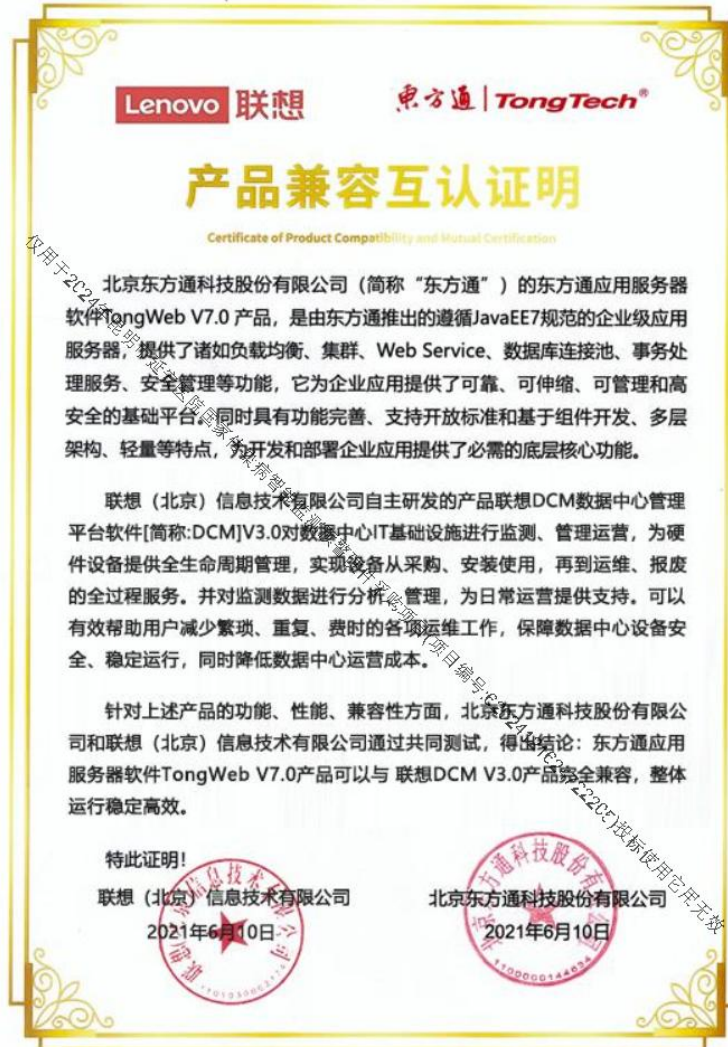 Lenovo 联想
東方通 | TongTech®
产品兼容互认证明
Certificate of Product Compatibility and Mutual Certification
北京东方通科技股份有限公司（简称“东方通”）的东方通应用服务器
软件TongWeb V7.0 产品，是由东方通推出的遵循JavaEE7规范的企业级应用
服务器，提供了诸如负载均衡、集群、Web Service、数据库连接池、事务处
理服务、安全管理等功能，它为企业应用提供了可靠、可伸缩、可管理和高
安全的基础平台。同时具有功能完善、支持开放标准和基于组件开发、多层
架构、轻量等特点，为开发和部署企业应用提供了必需的底层核心功能。
联想（北京）信息技术有限公司自主研发的产品联想DCM数据中心管理
平台软件[简称:DCM]V3.0对数据中心IT基础设施进行监测、管理运营，为硬
件设备提供全生命周期管理，实现设备从采购、安装使用，再到运维、报废
的全过程服务。并对监测数据进行分析、管理，为日常运营提供支持。可以
有效帮助用户减少繁琐、重复、费时的各项运维工作，保障数据中心设备安
全、稳定运行，同时降低数据中心运营成本。
针对上述产品的功能、性能、兼容性方面，北京东方通科技股份有限公
司和联想（北京）信息技术有限公司通过共同测试，得出结论：东方通应用
服务器软件TongWeb V7.0产品可以与 联想DCM V3.0产品完全兼容，整体
运行稳定高效。
特此证明！
联想（北京）信息技术有限公司
2021年6月10日
北京东方通科技股份有限公司
2021年6月10日